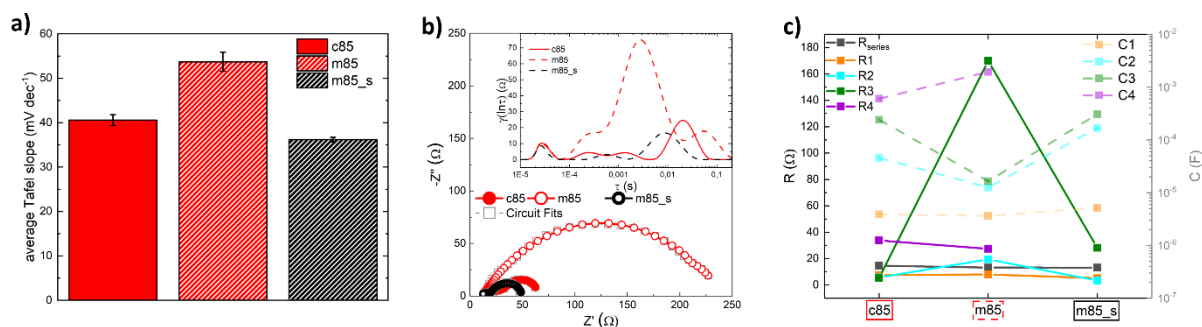 a)
60
50
40
30
20
10
0
average Tafel slope (mV dec⁻¹)
c85
m85
m85_s
b)
250
200
150
100
75
50
25
0
-Z'' (Ω)
70
60
50
40
30
20
10
0
γ(lnτ) (Ω)
c85
m85
m85_s
1E-5
1E-4
0,001
0,01
0,1
τ (s)
c85
m85
m85_s
Circuit Fits
0
50
100
150
200
250
Z' (Ω)
c)
180
160
140
120
100
80
60
40
20
0
R (Ω)
R_series
R1
R2
R3
R4
C1
C2
C3
C4
10⁻²
10⁻³
10⁻⁴
10⁻⁵
10⁻⁶
10⁻⁷
C (F)
c85
m85
m85_s